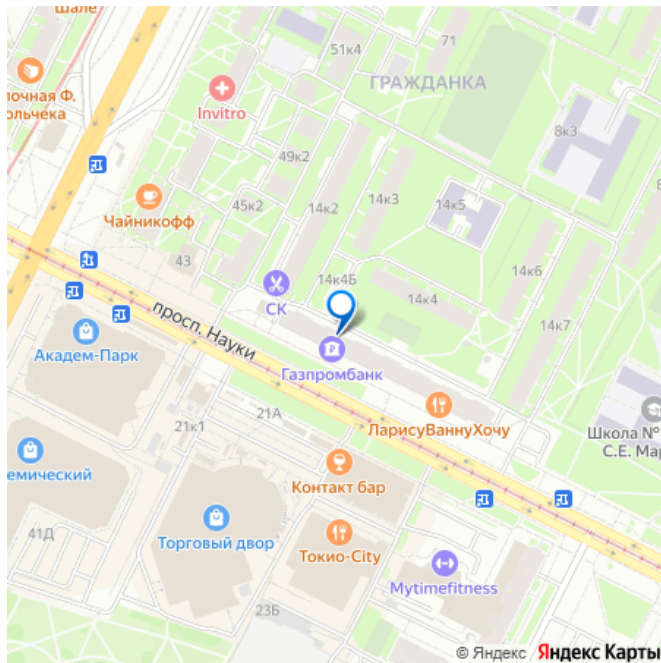 Шале
51к4
71
ГРАЖДАНКА
лочная Ф.
ольчека
Invitro
8к3
49к2
14к2
14к3
14к5
45к2
Чайникофф
43
14к6
14к4Б
14к4
СК
14к7
просп. Науки
Академ-Парк
Газпромбанк
21А
21к1
ЛарисуВаннуХочу
Школа №
С.Е. Мар
емический
Контакт бар
41Д
Торговый двор
Токио-City
Mytimefitness
23Б
© Яндекс Яндекс Карты